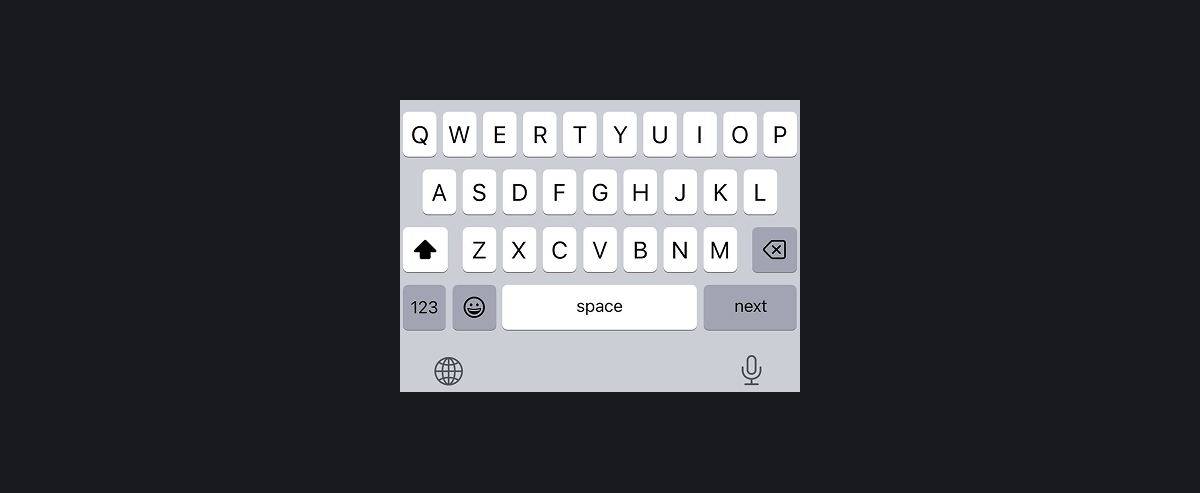 Q W E R T Y U I O P
A S D F G H J K L
Z X C V B N M
123 space next